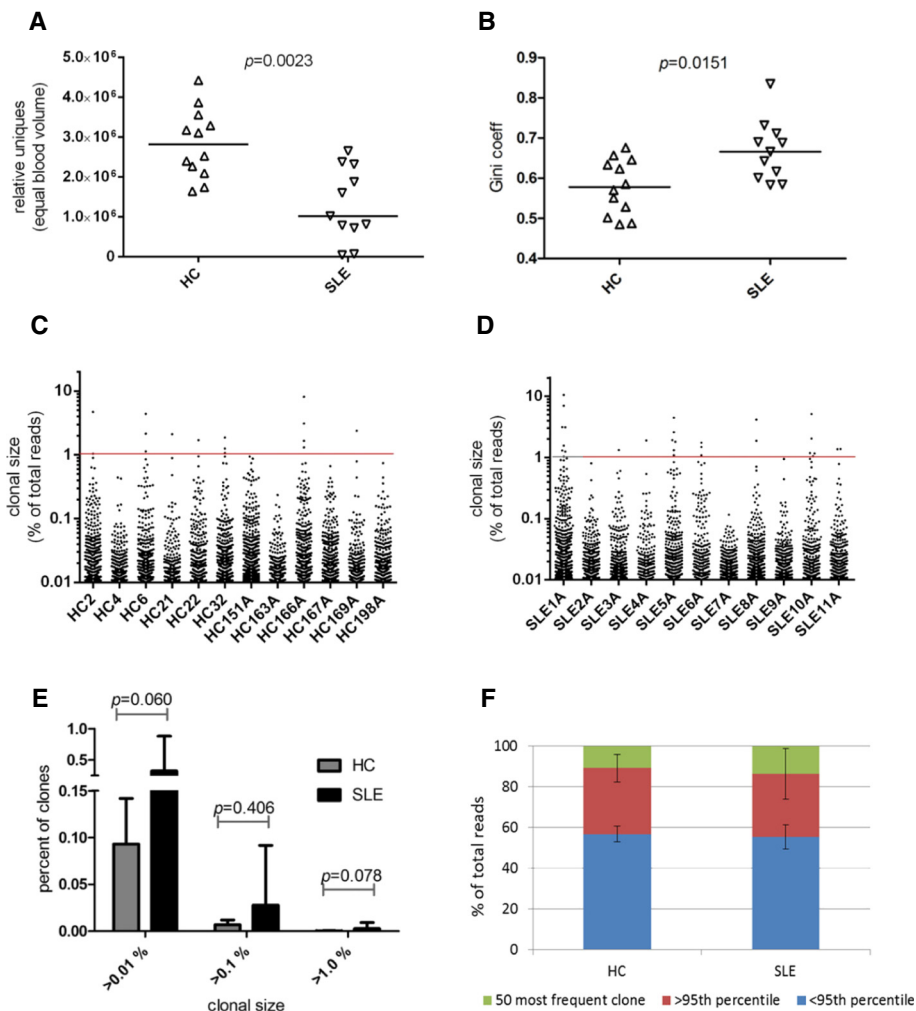 A
p=0.0023
relative uniques
(equal blood volume)
5.0×10⁶
4.0×10⁶
3.0×10⁶
2.0×10⁶
1.0×10⁶
0
HC
SLE
B
p=0.0151
Gini coeff
0.9
0.8
0.7
0.6
0.5
0.4
HC
SLE
C
clonal size
(% of total reads)
10
1
0.1
0.01
HC2
HC4
HC6
HC21
HC22
HC32
HC151A
HC163A
HC166A
HC167A
HC169A
HC198A
D
clonal size
(% of total reads)
10
1
0.1
0.01
SLE1A
SLE2A
SLE3A
SLE4A
SLE5A
SLE6A
SLE7A
SLE8A
SLE9A
SLE10A
SLE11A
E
p=0.060
p=0.406
p=0.078
HC
SLE
percent of clones
1.0
0.5
0.15
0.10
0.05
0.00
>0.01 %
>0.1 %
>1.0 %
clonal size
F
% of total reads
100
80
60
40
20
0
HC
SLE
50 most frequent clone
>95th percentile
<95th percentile